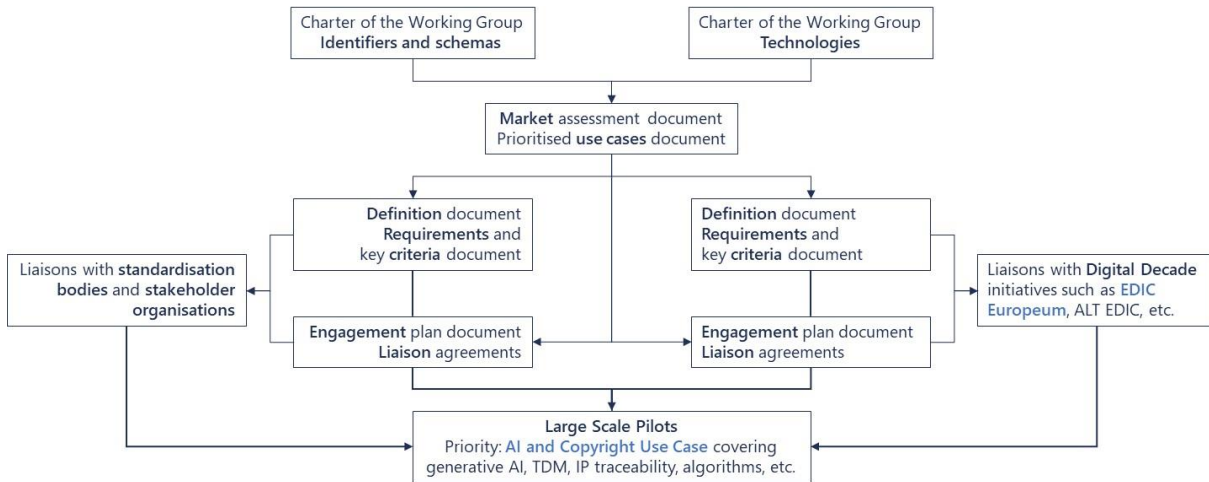 Charter of the Working Group
Identifiers and schemas
Charter of the Working Group
Technologies
Market assessment document
Prioritised use cases document
Definition document
Requirements and
key criteria document
Definition document
Requirements and
key criteria document
Liaisons with standardisation
bodies and stakeholder
organisations
Liaisons with Digital Decade
initiatives such as EDIC
Europeum, ALT EDIC, etc.
Engagement plan document
Liaison agreements
Engagement plan document
Liaison agreements
Large Scale Pilots
Priority: AI and Copyright Use Case covering
generative AI, TDM, IP traceability, algorithms, etc.